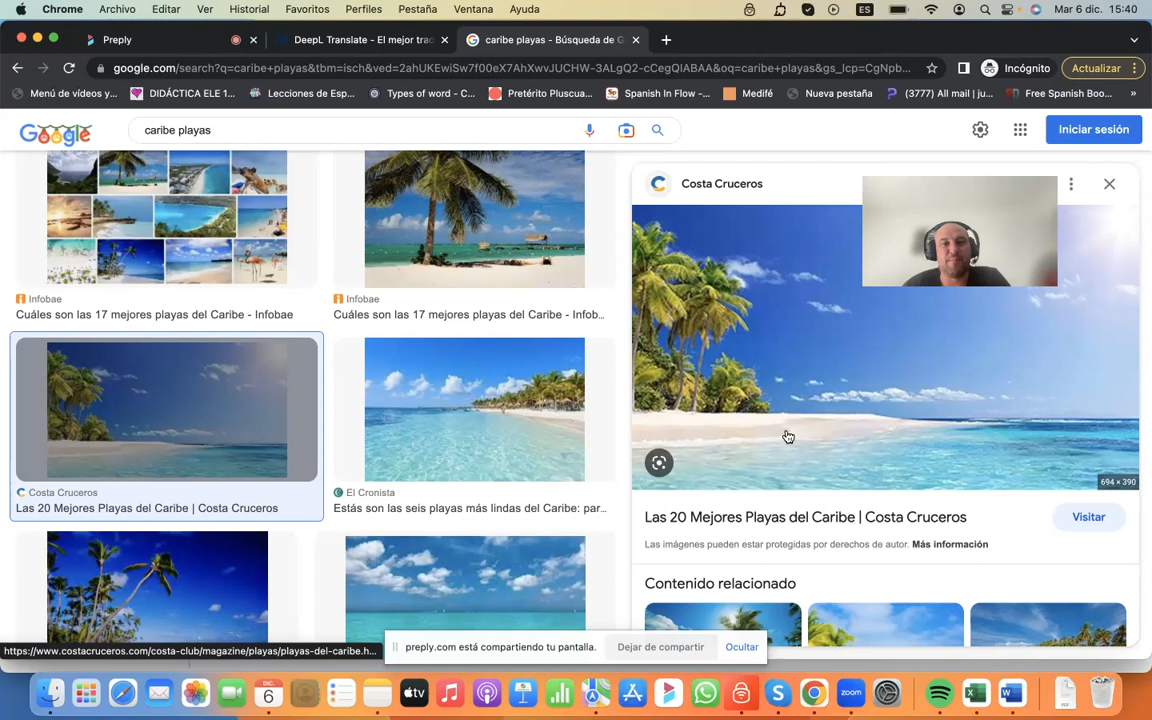 Chrome Archivo Editar Ver Historial Favoritos Perfiles Pestaña Ventana Ayuda ES Mar 6 dic. 15:40
Preply DeepL Translate - El mejor trac caribe playas - Búsqueda de G
google.com/search?q=caribe+playas&tbm=isch&ved=2ahUKEwiSw7f00eX7AhXwvJUCHW-3ALgQ2-cCegQIABAA&oq=caribe+playas&gs_lcp=CgNpb... Incógnito Actualizar
Menú de vídeos y... DIDÁCTICA ELE 1... Lecciones de Esp... Types of word - C... Pretérito Pluscua... Spanish In Flow -... Medifé Nueva pestaña (3777) All mail | ju... Free Spanish Boo... »
Google caribe playas Iniciar sesión
Costa Cruceros
Infobae
Cuáles son las 17 mejores playas del Caribe - Infobae
Infobae
Cuáles son las 17 mejores playas del Caribe - Infob...
Costa Cruceros
Las 20 Mejores Playas del Caribe | Costa Cruceros
El Cronista
Estás son las seis playas más lindas del Caribe: par...
694 × 390
Las 20 Mejores Playas del Caribe | Costa Cruceros
Visitar
Las imágenes pueden estar protegidas por derechos de autor. Más información
Contenido relacionado
https://www.costacruceros.com/costa-club/magazine/playas/playas-del-caribe.h...
preply.com está compartiendo tu pantalla. Dejar de compartir Ocultar
DIC. 6 tv zoom PDF